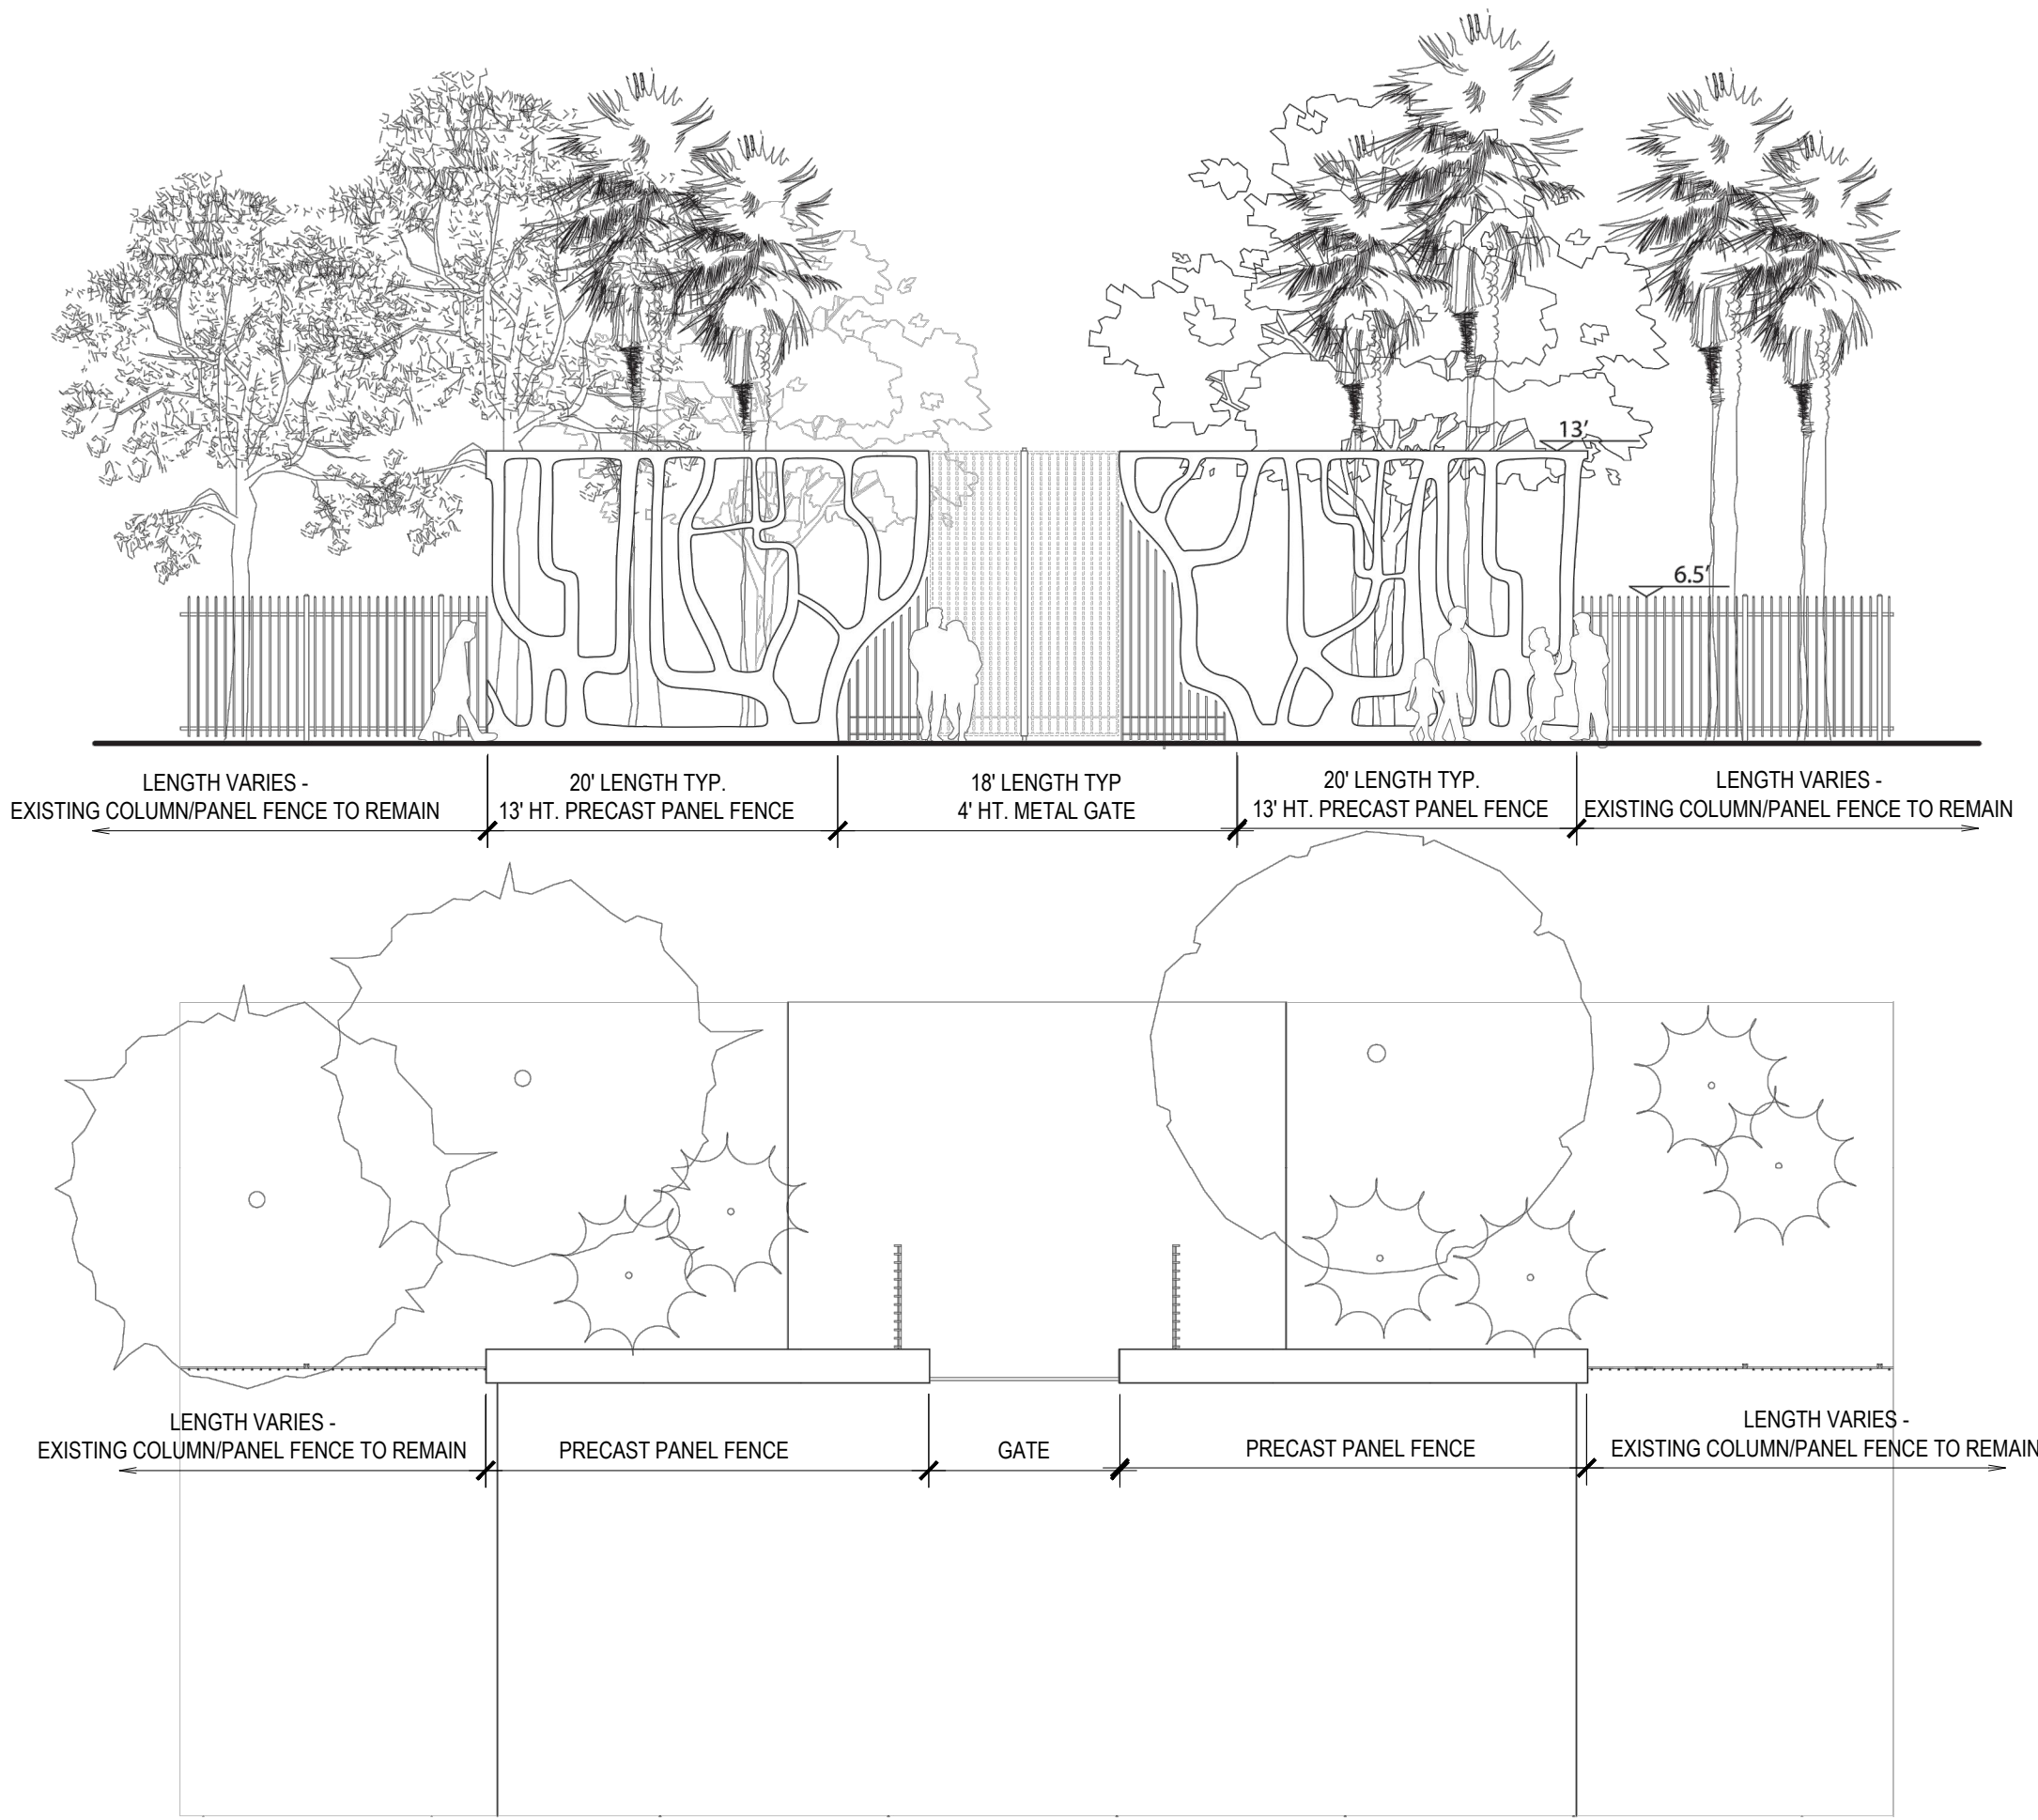 13'
6.5'
LENGTH VARIES -
EXISTING COLUMN/PANEL FENCE TO REMAIN
20' LENGTH TYP.
13' HT. PRECAST PANEL FENCE
18' LENGTH TYP
4' HT. METAL GATE
20' LENGTH TYP.
13' HT. PRECAST PANEL FENCE
LENGTH VARIES -
EXISTING COLUMN/PANEL FENCE TO REMAIN
LENGTH VARIES -
EXISTING COLUMN/PANEL FENCE TO REMAIN
PRECAST PANEL FENCE
GATE
PRECAST PANEL FENCE
LENGTH VARIES -
EXISTING COLUMN/PANEL FENCE TO REMAIN